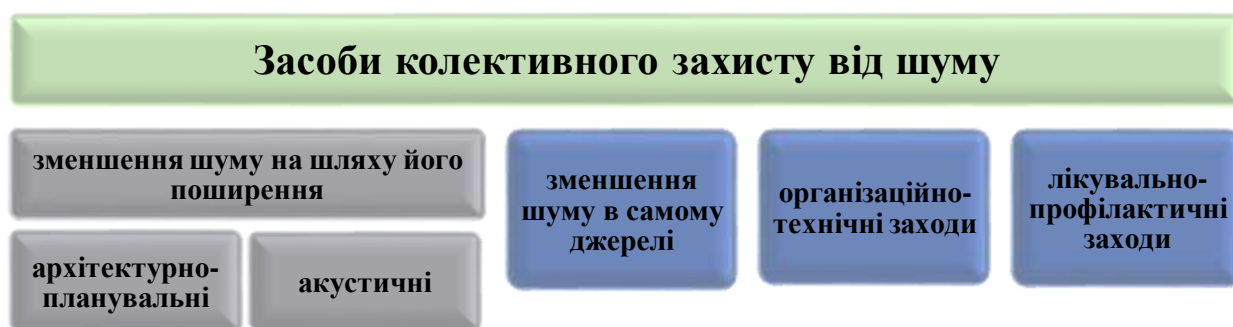 Засоби колективного захисту від шуму
зменшення шуму на шляху його
поширення
архітектурно-
планувальні
акустичні
зменшення
шуму в самому
джерелі
організаційно-
технічні заходи
лікувально-
профілактичні
заходи